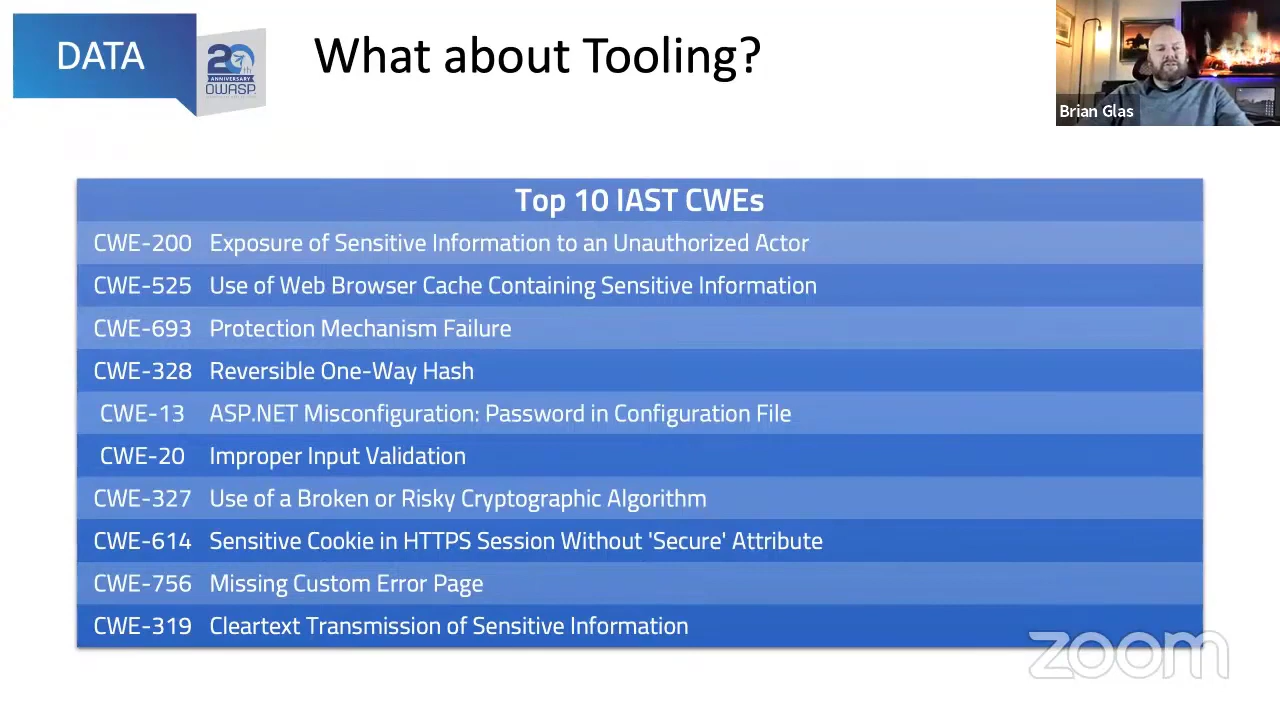 DATA
20
ANNIVERSARY
OWASP
What about Tooling?
Brian Glas
Top 10 IAST CWEs
CWE-200 Exposure of Sensitive Information to an Unauthorized Actor
CWE-525 Use of Web Browser Cache Containing Sensitive Information
CWE-693 Protection Mechanism Failure
CWE-328 Reversible One-Way Hash
CWE-13 ASP.NET Misconfiguration: Password in Configuration File
CWE-20 Improper Input Validation
CWE-327 Use of a Broken or Risky Cryptographic Algorithm
CWE-614 Sensitive Cookie in HTTPS Session Without 'Secure' Attribute
CWE-756 Missing Custom Error Page
CWE-319 Cleartext Transmission of Sensitive Information
zoom